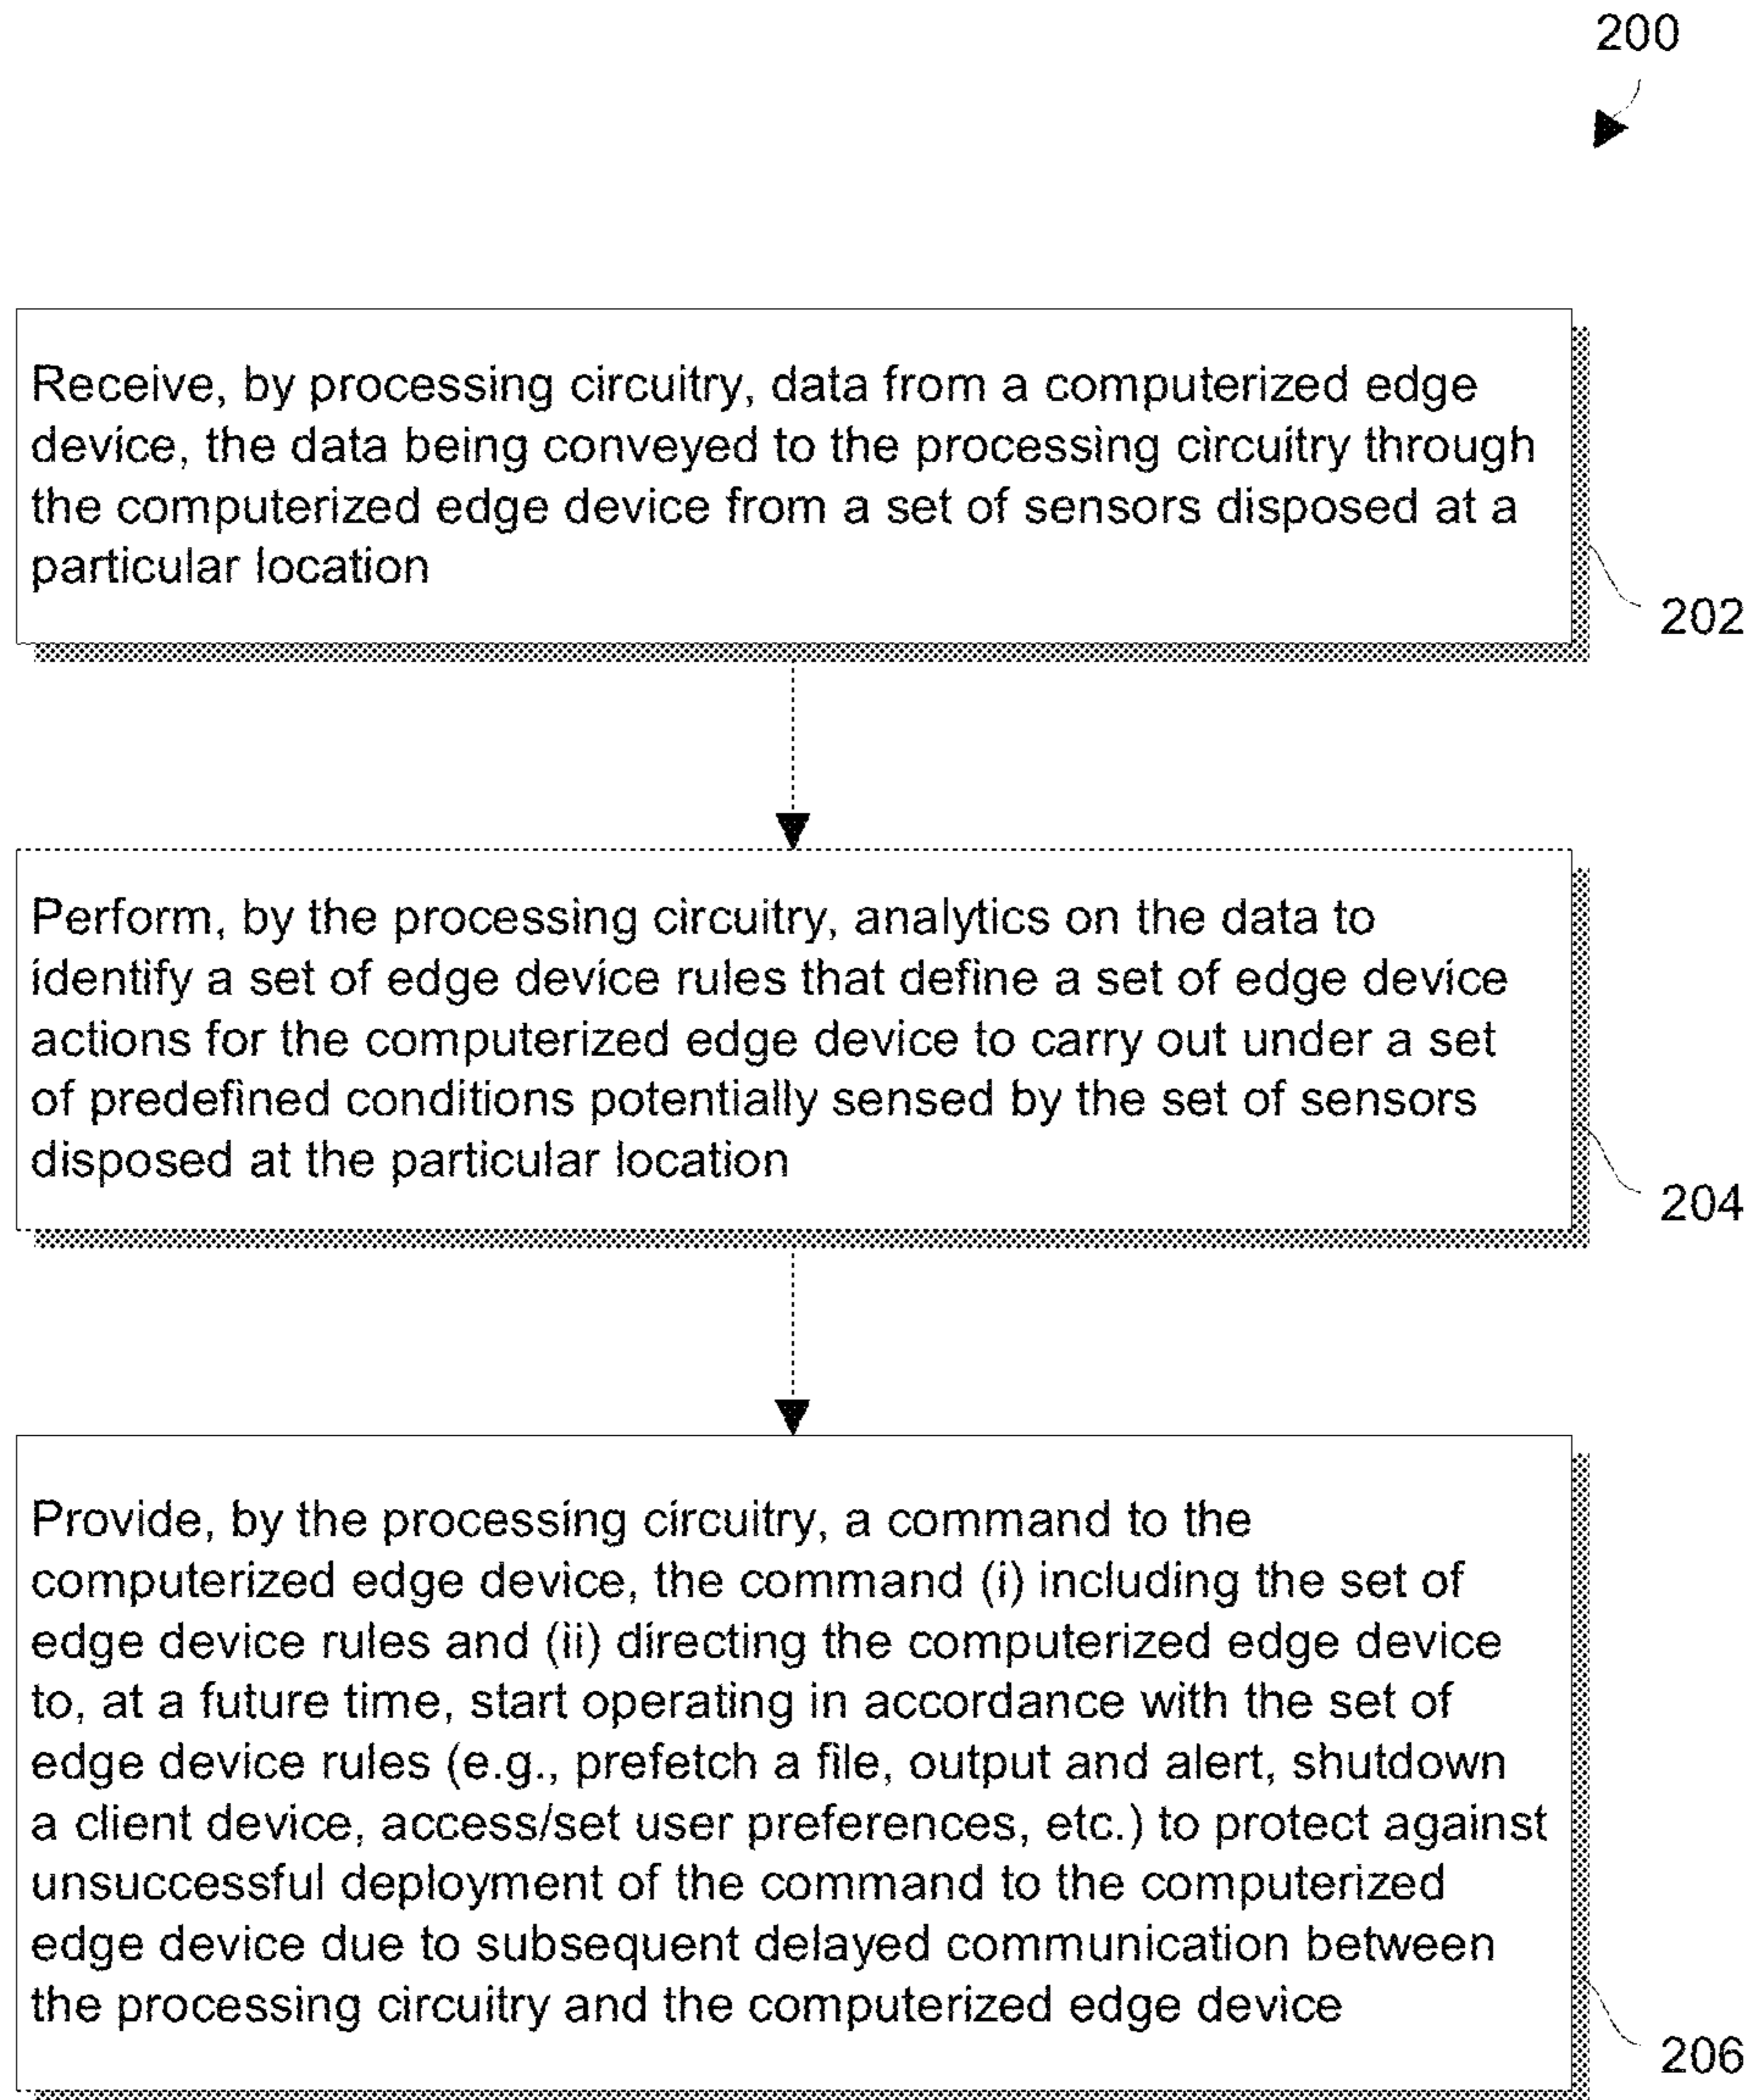 200
Receive, by processing circuitry, data from a computerized edge
device, the data being conveyed to the processing circuitry through
the computerized edge device from a set of sensors disposed at a
particular location
202
Perform, by the processing circuitry, analytics on the data to
identify a set of edge device rules that define a set of edge device
actions for the computerized edge device to carry out under a set
of predefined conditions potentially sensed by the set of sensors
disposed at the particular location
204
Provide, by the processing circuitry, a command to the
computerized edge device, the command (i) including the set of
edge device rules and (ii) directing the computerized edge device
to, at a future time, start operating in accordance with the set of
edge device rules (e.g., prefetch a file, output and alert, shutdown
a client device, access/set user preferences, etc.) to protect against
unsuccessful deployment of the command to the computerized
edge device due to subsequent delayed communication between
the processing circuitry and the computerized edge device
206